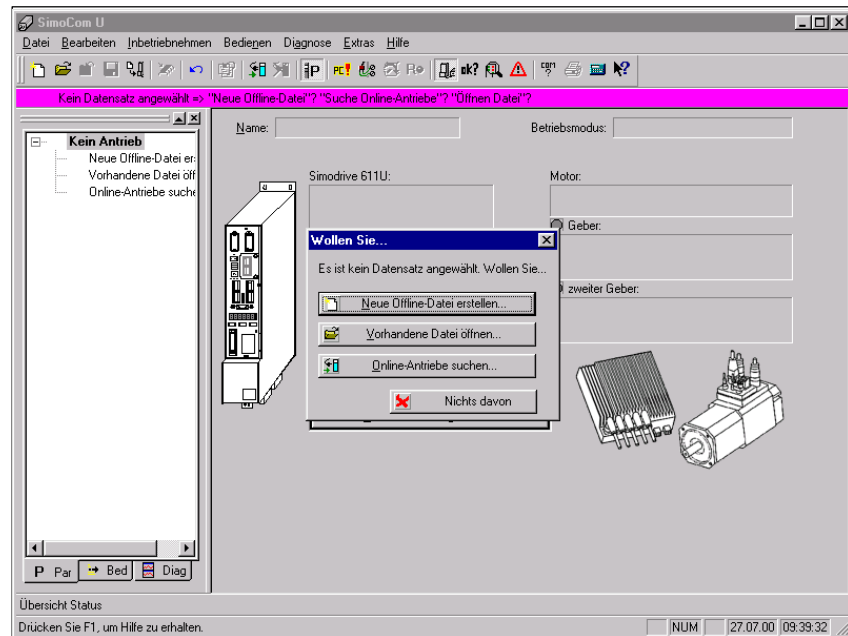 SimoCom U
Datei Bearbeiten Inbetriebnehmen Bedienen Diagnose Extras Hilfe
Kein Datensatz angewählt => "Neue Offline-Datei"? "Suche Online-Antriebe"? "Öffnen Datei"?
Kein Antrieb
Neue Offline-Datei er
Vorhandene Datei öff
Online-Antriebe suche
Name:
Betriebsmodus:
Simodrive 611U:
Motor:
Geber:
zweiter Geber:
Wollen Sie...
Es ist kein Datensatz angewählt. Wollen Sie...
Neue Offline-Datei erstellen...
Vorhandene Datei öffnen...
Online-Antriebe suchen...
Nichts davon
P Par Bed Diag
Übersicht Status
Drücken Sie F1, um Hilfe zu erhalten. NUM 27.07.00 09:39:32